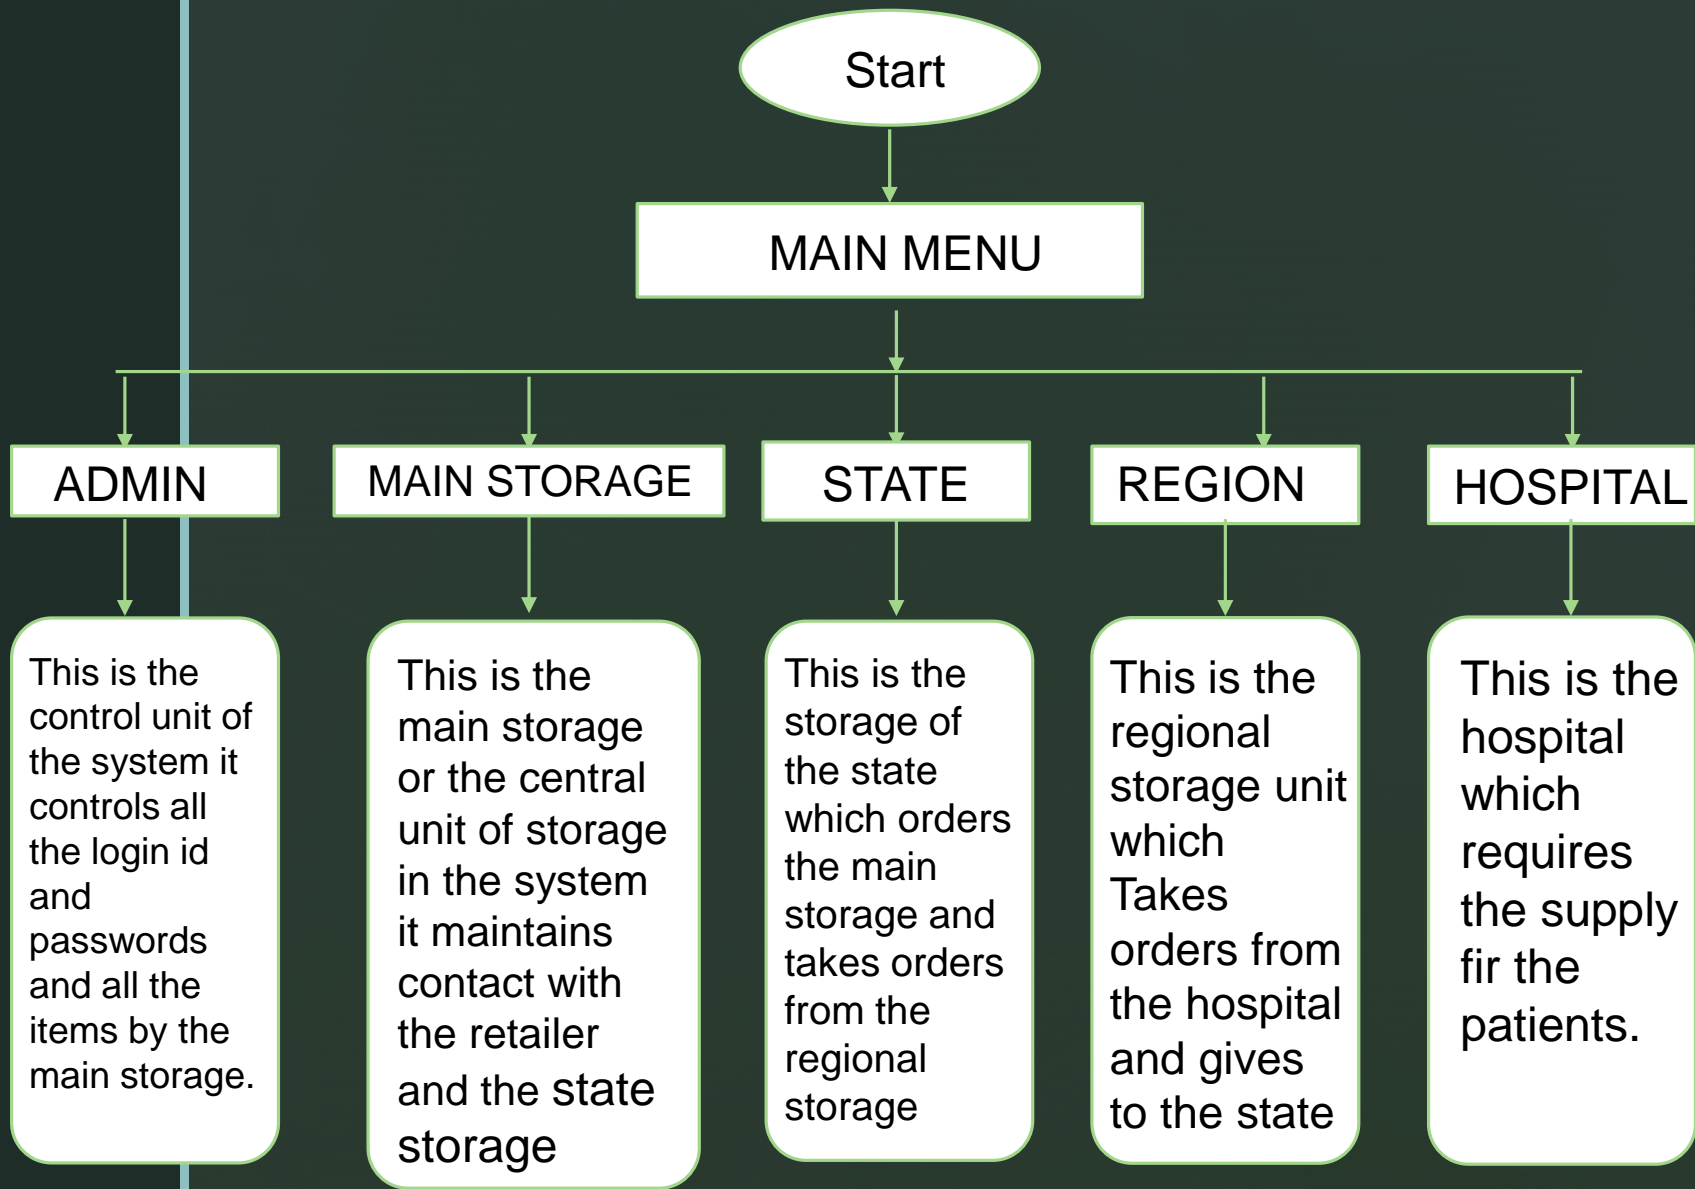 Start
MAIN MENU
ADMIN
MAIN STORAGE
STATE
REGION
HOSPITAL
This is the
control unit of
the system it
controls all
the login id
and
passwords
and all the
items by the
main storage.
This is the
main storage
or the central
unit of storage
in the system
it maintains
contact with
the retailer
and the state
storage
This is the
storage of
the state
which orders
the main
storage and
takes orders
from the
regional
storage
This is the
regional
storage unit
which
Takes
orders from
the hospital
and gives
to the state
This is the
hospital
which
requires
the supply
fir the
patients.